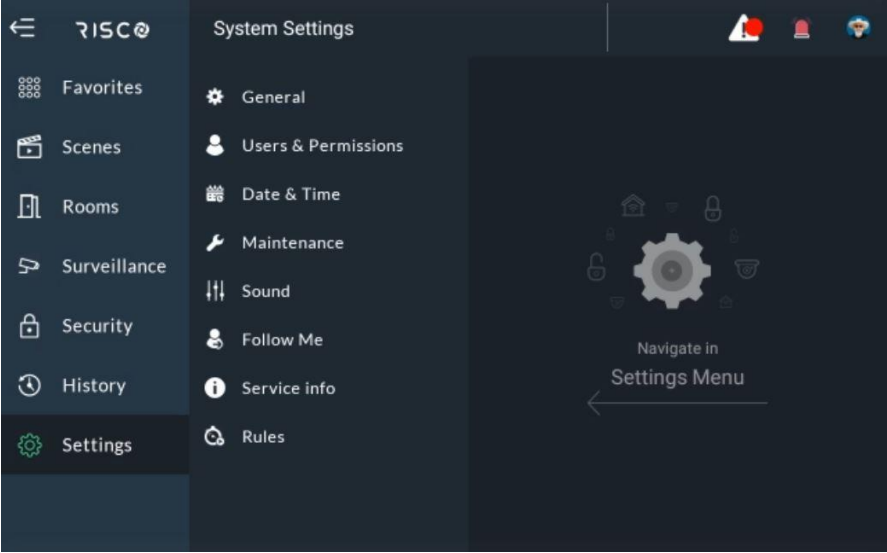 RISCO
System Settings
Favorites
Scenes
Rooms
Surveillance
Security
History
Settings
General
Users & Permissions
Date & Time
Maintenance
Sound
Follow Me
Service info
Rules
Navigate in
Settings Menu